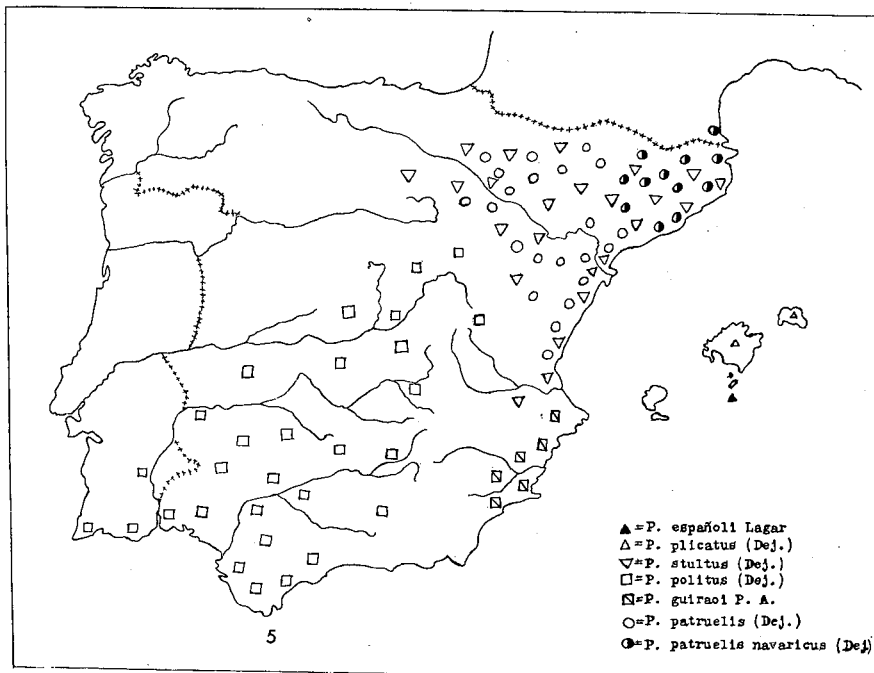 ▲=P. españoli Lagar
△=P. plicatus (Dej.)
▽=P. stultus (Dej.)
□=P. politus (Dej.)
⧅=P. guiraoi P. A.
○=P. patruelis (Dej.)
◑=P. patruelis navaricus (Dej)
5